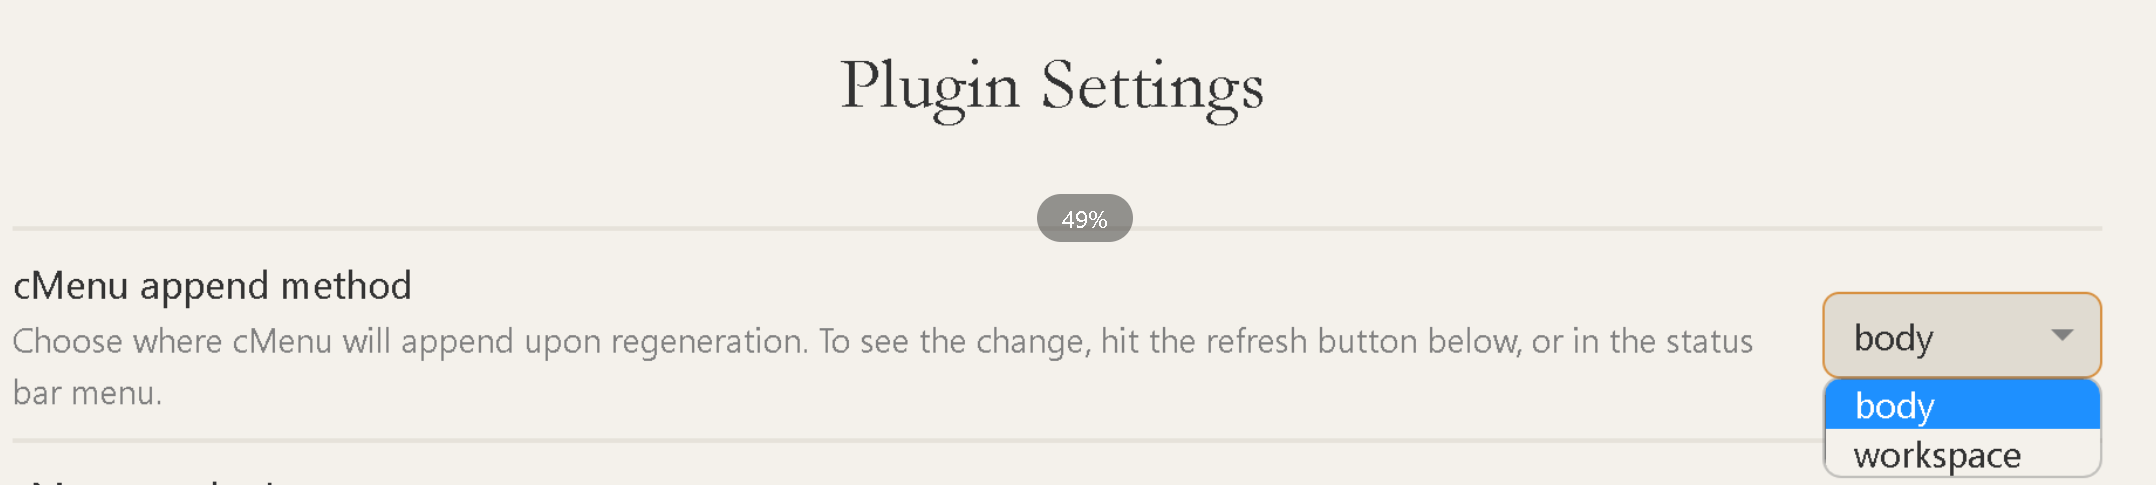 Plugin Settings
49%
cMenu append method
Choose where cMenu will append upon regeneration. To see the change, hit the refresh button below, or in the status
bar menu.
body
body
workspace